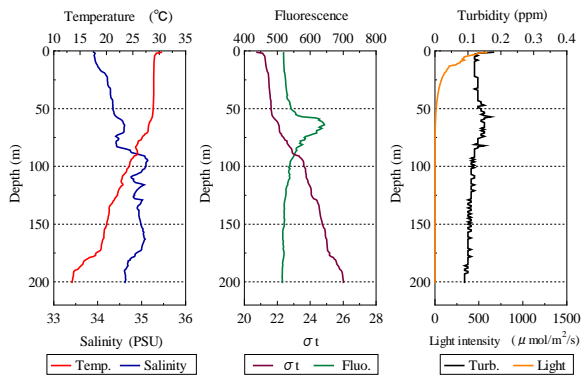 Temperature (℃)
10 15 20 25 30
Fluorescence
400 500 600 700 800
Turbidity (ppm)
0 0.1 0.2 0.3 0.4
Depth (m)
0
50
100
150
200
Depth (m)
0
50
100
150
200
Depth (m)
0
50
100
150
200
33 34 35 36
Salinity (PSU)
20 22 24 26 28
σ t
0 500 1000 1500
Light intensity (μ mol/m²/s)
Temp. Salinity
σ t Fluo.
Turb. Light